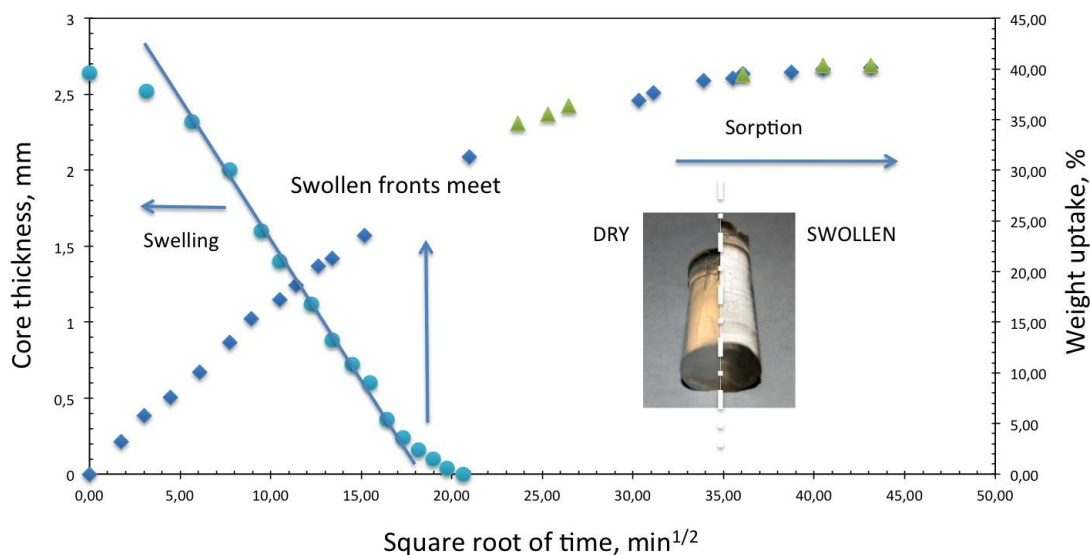 3
2,5
2
1,5
1
0,5
0
Core thickness, mm
45,00
40,00
35,00
30,00
25,00
20,00
15,00
10,00
5,00
0,00
Weight uptake, %
Sorption
Swollen fronts meet
Swelling
DRY
SWOLLEN
0,00 5,00 10,00 15,00 20,00 25,00 30,00 35,00 40,00 45,00 50,00
Square root of time, min1/2